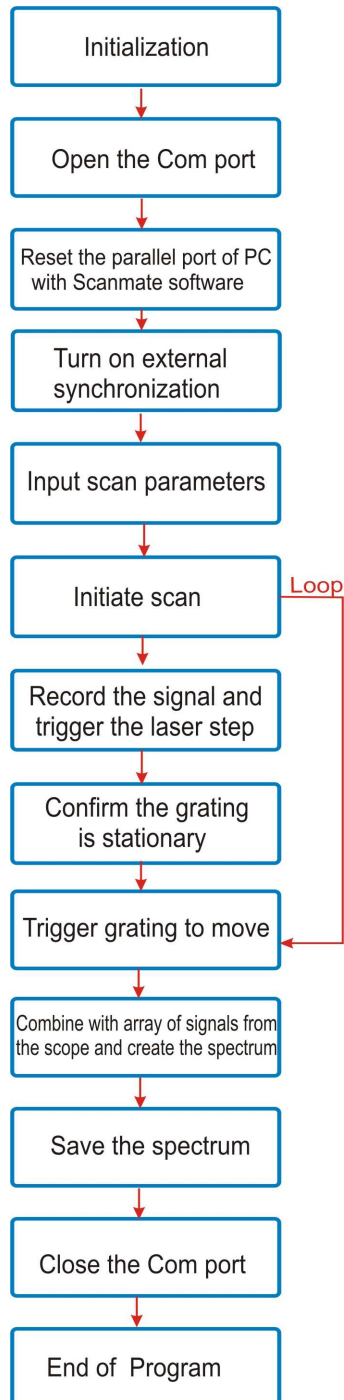 Initialization
Open the Com port
Reset the parallel port of PC
with Scanmate software
Turn on external
synchronization
Input scan parameters
Initiate scan
Loop
Record the signal and
trigger the laser step
Confirm the grating
is stationary
Trigger grating to move
Combine with array of signals from
the scope and create the spectrum
Save the spectrum
Close the Com port
End of Program